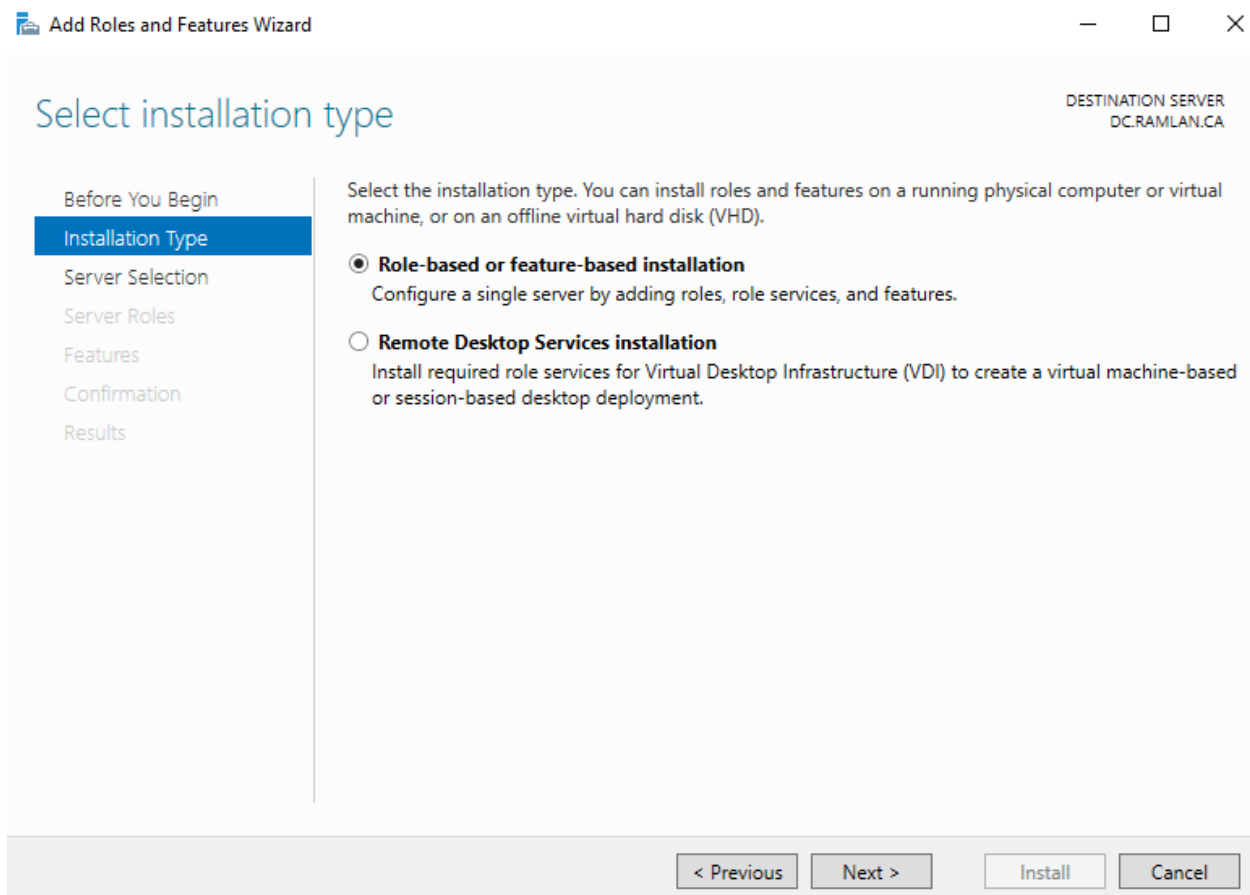 Add Roles and Features Wizard
Select installation type
DESTINATION SERVER
DC.RAMLAN.CA
Before You Begin
Installation Type
Server Selection
Server Roles
Features
Confirmation
Results
Select the installation type. You can install roles and features on a running physical computer or virtual
machine, or on an offline virtual hard disk (VHD).
Role-based or feature-based installation
Configure a single server by adding roles, role services, and features.
Remote Desktop Services installation
Install required role services for Virtual Desktop Infrastructure (VDI) to create a virtual machine-based
or session-based desktop deployment.
< Previous
Next >
Install
Cancel